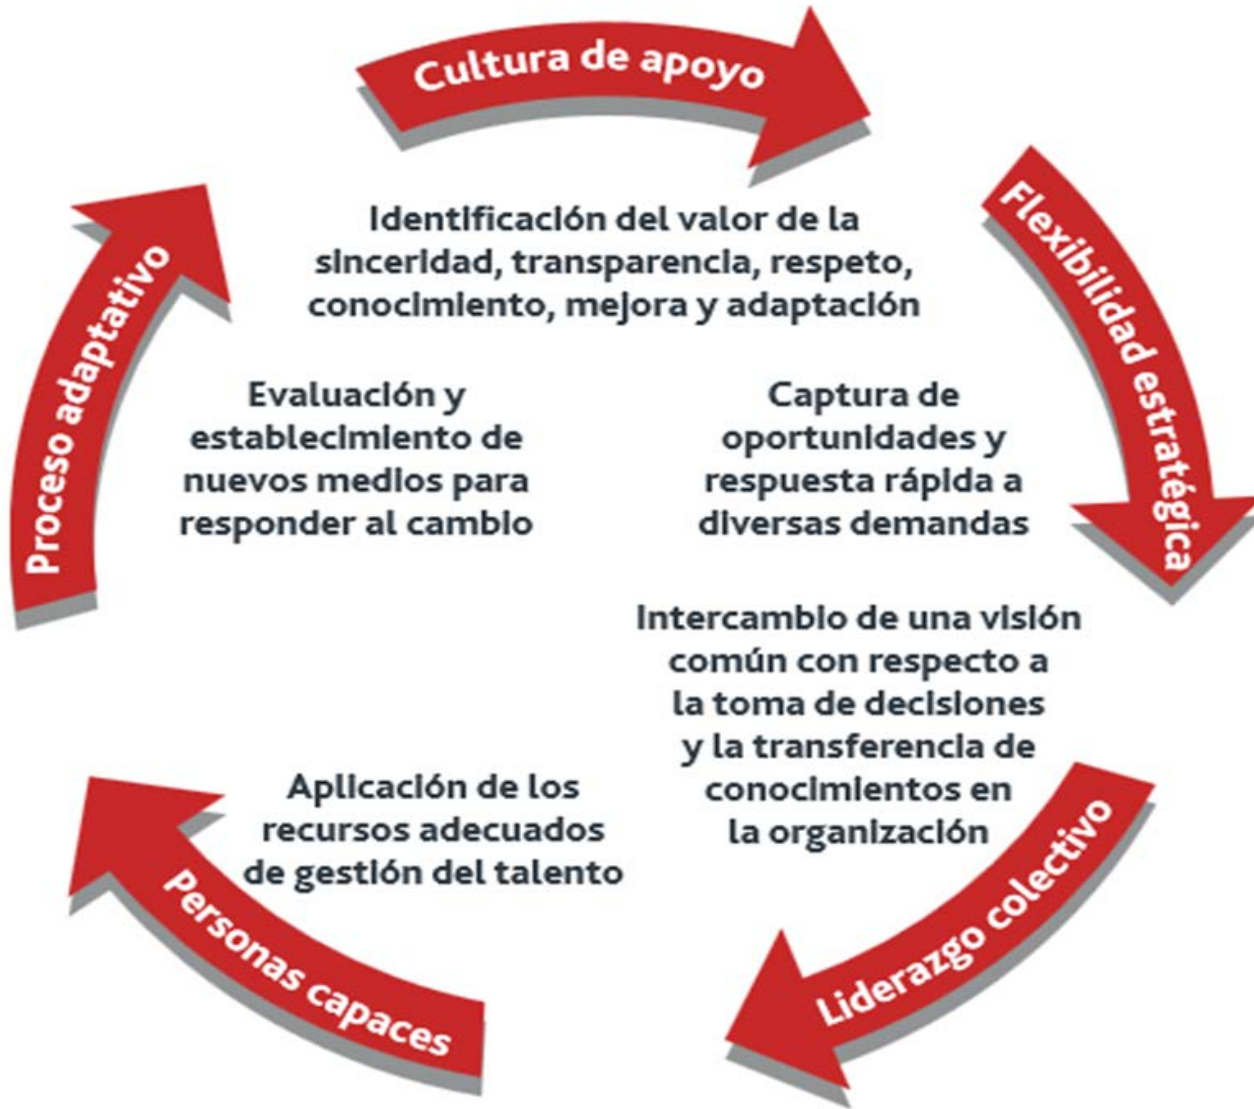 Cultura de apoyo
Identificación del valor de la
sinceridad, transparencia, respeto,
conocimiento, mejora y adaptación
Flexibilidad estratégica
Captura de
oportunidades y
respuesta rápida a
diversas demandas
Liderazgo colectivo
Intercambio de una visión
común con respecto a
la toma de decisiones
y la transferencia de
conocimientos en
la organización
Personas capaces
Aplicación de los
recursos adecuados
de gestión del talento
Proceso adaptativo
Evaluación y
establecimiento de
nuevos medios para
responder al cambio